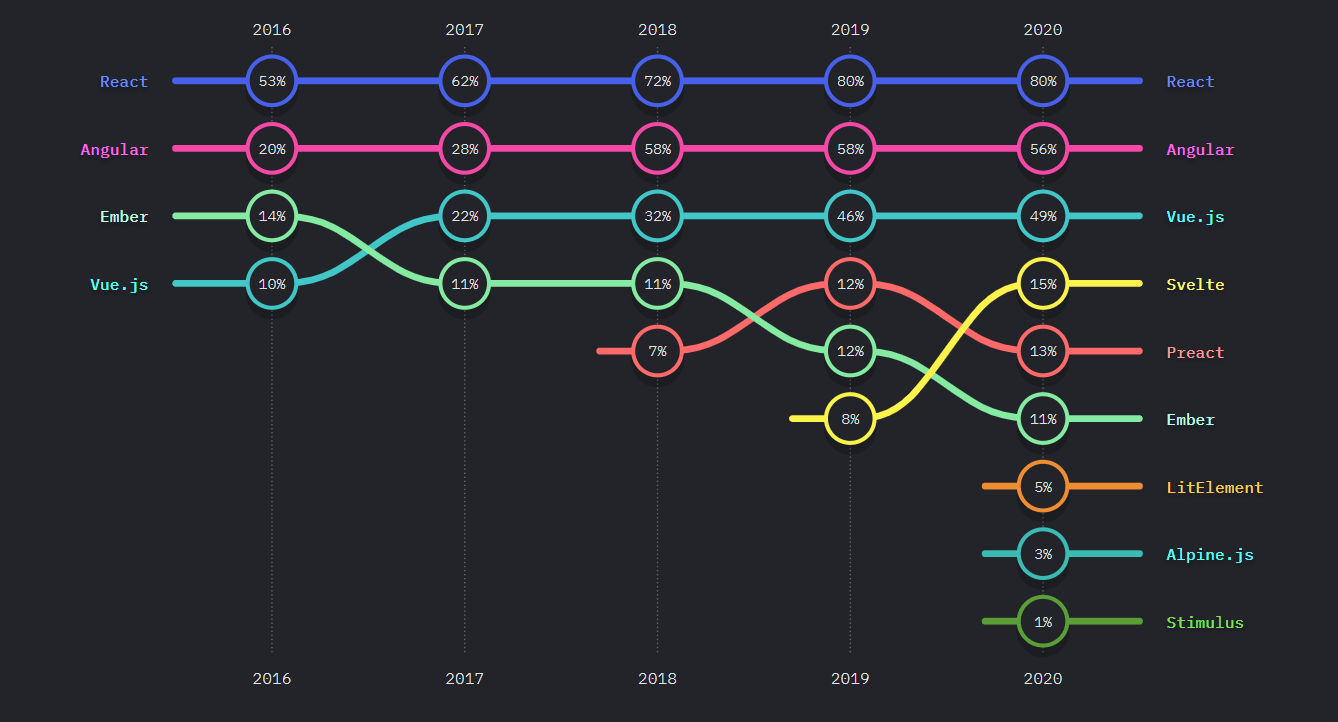 2016 2017 2018 2019 2020
React 53% 62% 72% 80% 80% React
Angular 20% 28% 58% 58% 56% Angular
Ember 14% 22% 32% 46% 49% Vue.js
Vue.js 10% 11% 11% 12% 15% Svelte
7% 12% 13% Preact
8% 11% Ember
5% LitElement
3% Alpine.js
1% Stimulus
2016 2017 2018 2019 2020